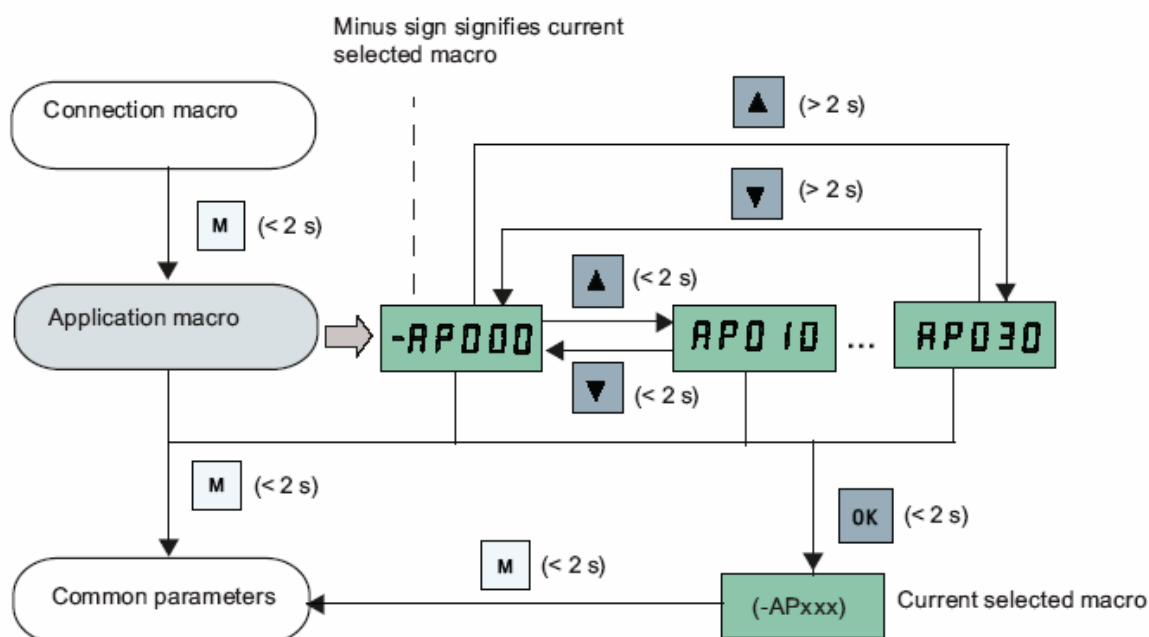 Minus sign signifies current
selected macro
Connection macro
▲ (> 2 s)
▼ (> 2 s)
M (< 2 s)
▲ (< 2 s)
Application macro
-AP000
AP010
...
AP030
▼ (< 2 s)
M (< 2 s)
OK (< 2 s)
M (< 2 s)
Common parameters
(-APxxx)
Current selected macro